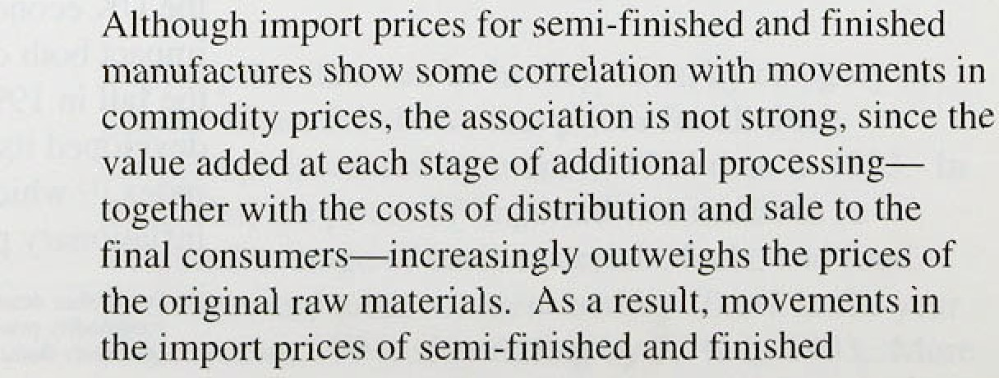 Although import prices for semi-finished and finished
manufactures show some correlation with movements in
commodity prices, the association is not strong, since the
value added at each stage of additional processing—
together with the costs of distribution and sale to the
final consumers—increasingly outweighs the prices of
the original raw materials.  As a result, movements in
the import prices of semi-finished and finished